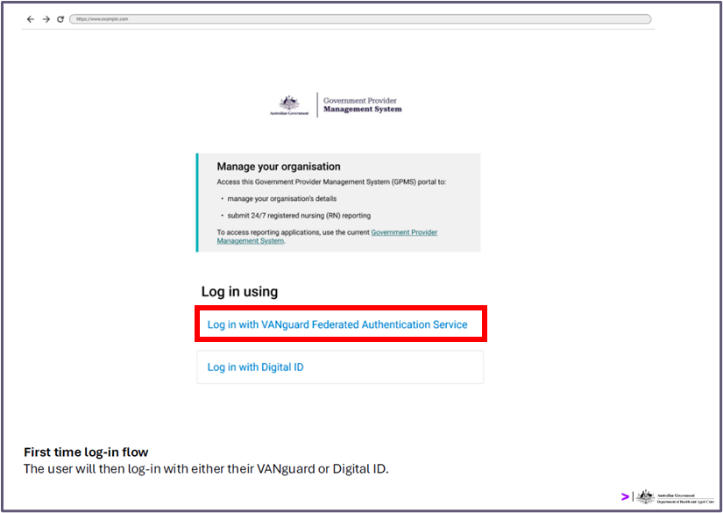 https://www.example.com
Australian Government
Government Provider
Management System
Manage your organisation
Access this Government Provider Management System (GPMS) portal to:
• manage your organisation's details
• submit 24/7 registered nursing (RN) reporting
To access reporting applications, use the current Government Provider
Management System.
Log in using
Log in with VANguard Federated Authentication Service
Log in with Digital ID
First time log-in flow
The user will then log-in with either their VANguard or Digital ID.
Australian Government
Department of Health and Aged Care